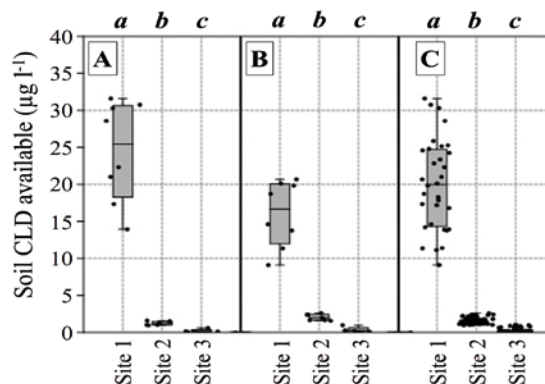 a b c a b c a b c
A B C
Soil CLD available (µg l⁻¹)
40
35
30
25
20
15
10
5
0
Site 1 Site 2 Site 3 Site 1 Site 2 Site 3 Site 1 Site 2 Site 3